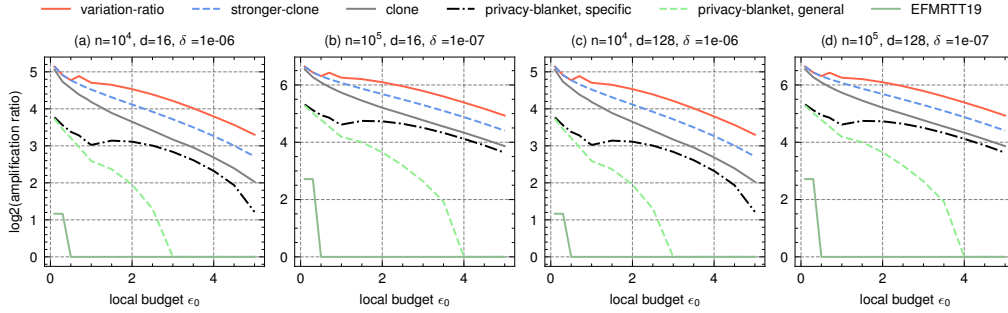 variation-ratio stronger-clone clone privacy-blanket, specific privacy-blanket, general EFMRTT19
(a) n=10⁴, d=16, δ =1e-06
(b) n=10⁵, d=16, δ =1e-07
(c) n=10⁴, d=128, δ =1e-06
(d) n=10⁵, d=128, δ =1e-07
log2(amplification ratio)
5
4
3
2
1
0
0 2 4
local budget ϵ₀
6
4
2
0
0 2 4
local budget ϵ₀
5
4
3
2
1
0
0 2 4
local budget ϵ₀
6
4
2
0
0 2 4
local budget ϵ₀